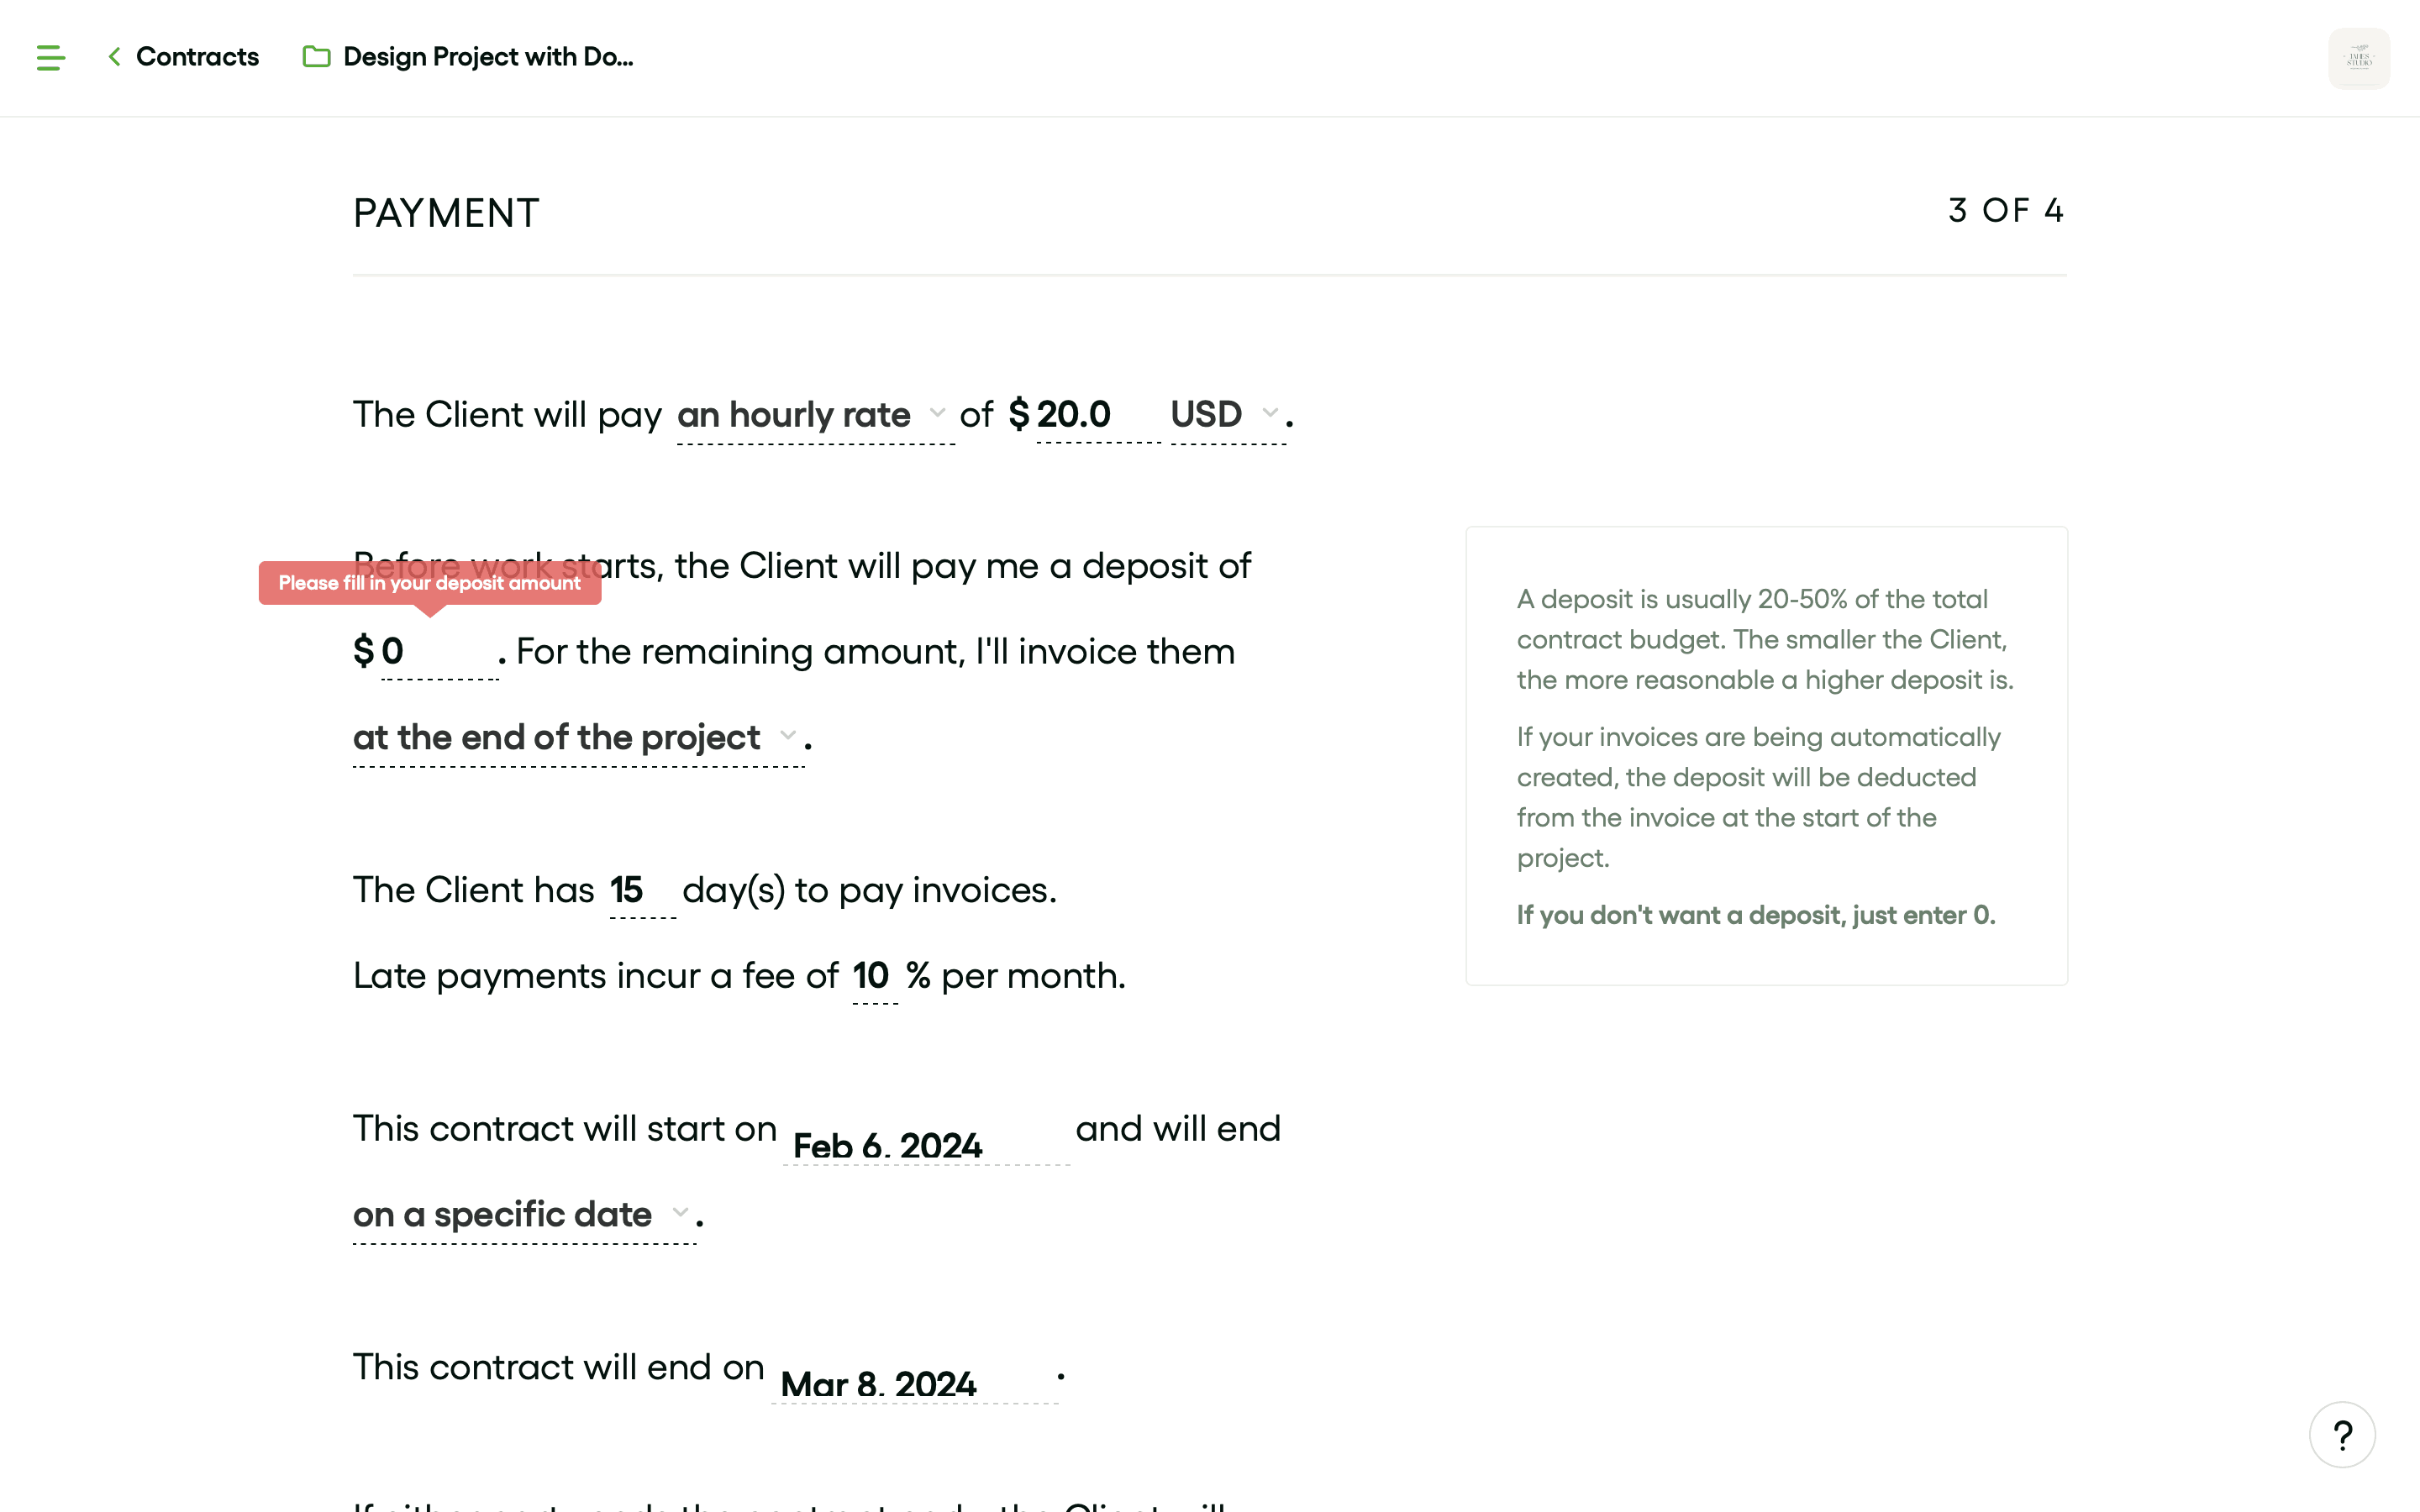 Contracts
Design Project with Do...
JAMES
STUDIO
PAYMENT
3 OF 4
The Client will pay an hourly rate of $ 20.0 USD .
Before work starts, the Client will pay me a deposit of
Please fill in your deposit amount
$ 0 . For the remaining amount, I'll invoice them
at the end of the project .
The Client has 15 day(s) to pay invoices.
Late payments incur a fee of 10 % per month.
This contract will start on Feb 6, 2024 and will end
on a specific date .
This contract will end on Mar 8, 2024 .
A deposit is usually 20-50% of the total
contract budget. The smaller the Client,
the more reasonable a higher deposit is.
If your invoices are being automatically
created, the deposit will be deducted
from the invoice at the start of the
project.
If you don't want a deposit, just enter 0.
?